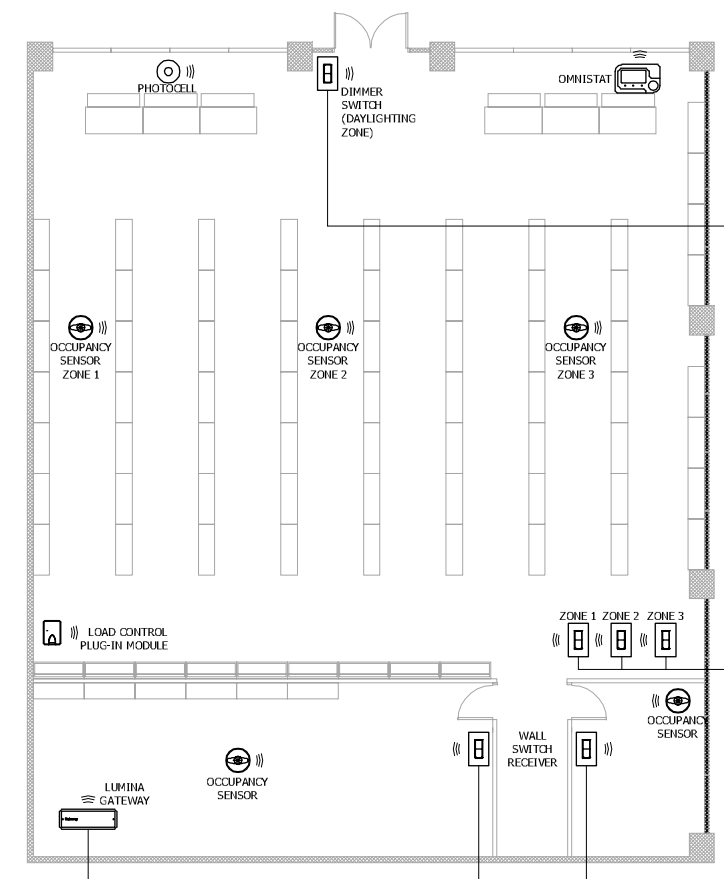 PHOTOCELL
DIMMER
SWITCH
(DAYLIGHTING
ZONE)
OMNISTAT
OCCUPANCY
SENSOR
ZONE 1
OCCUPANCY
SENSOR
ZONE 2
OCCUPANCY
SENSOR
ZONE 3
LOAD CONTROL
PLUG-IN MODULE
ZONE 1 ZONE 2 ZONE 3
OCCUPANCY
SENSOR
WALL
SWITCH
RECEIVER
OCCUPANCY
SENSOR
LUMINA
GATEWAY